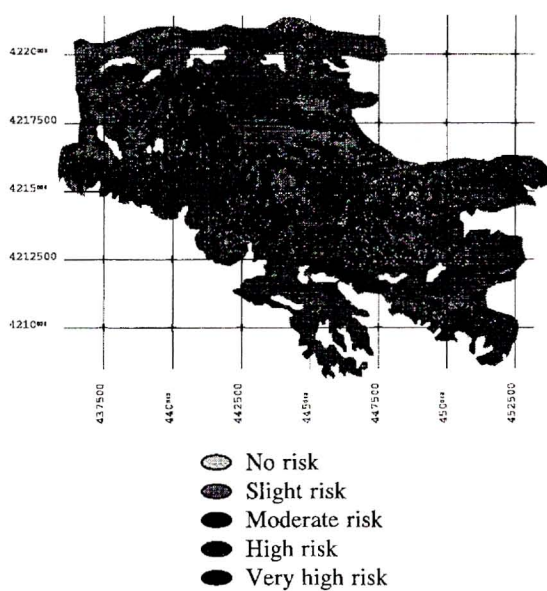 4217500
4212500
437500
442500
447500
452500
No risk
Slight risk
Moderate risk
High risk
Very high risk